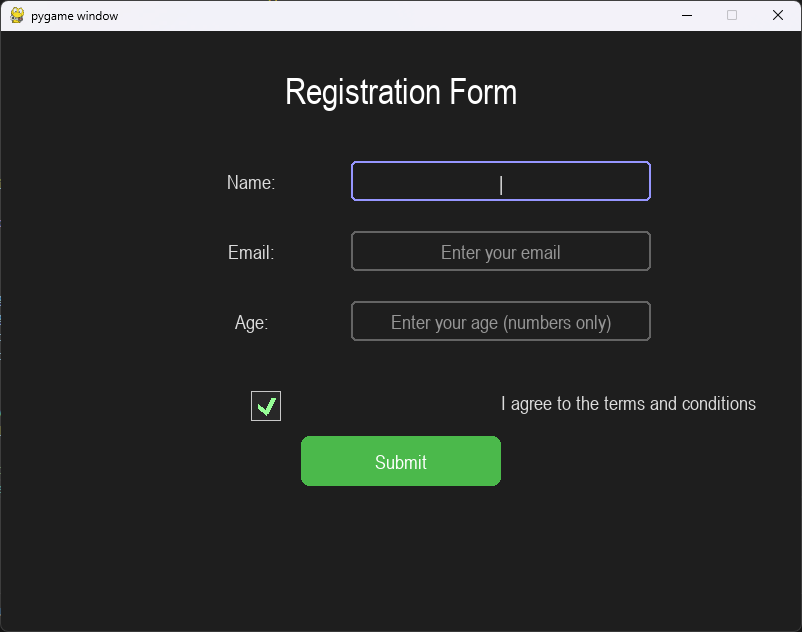 pygame window
Registration Form
Name:
Email: Enter your email
Age: Enter your age (numbers only)
I agree to the terms and conditions
Submit